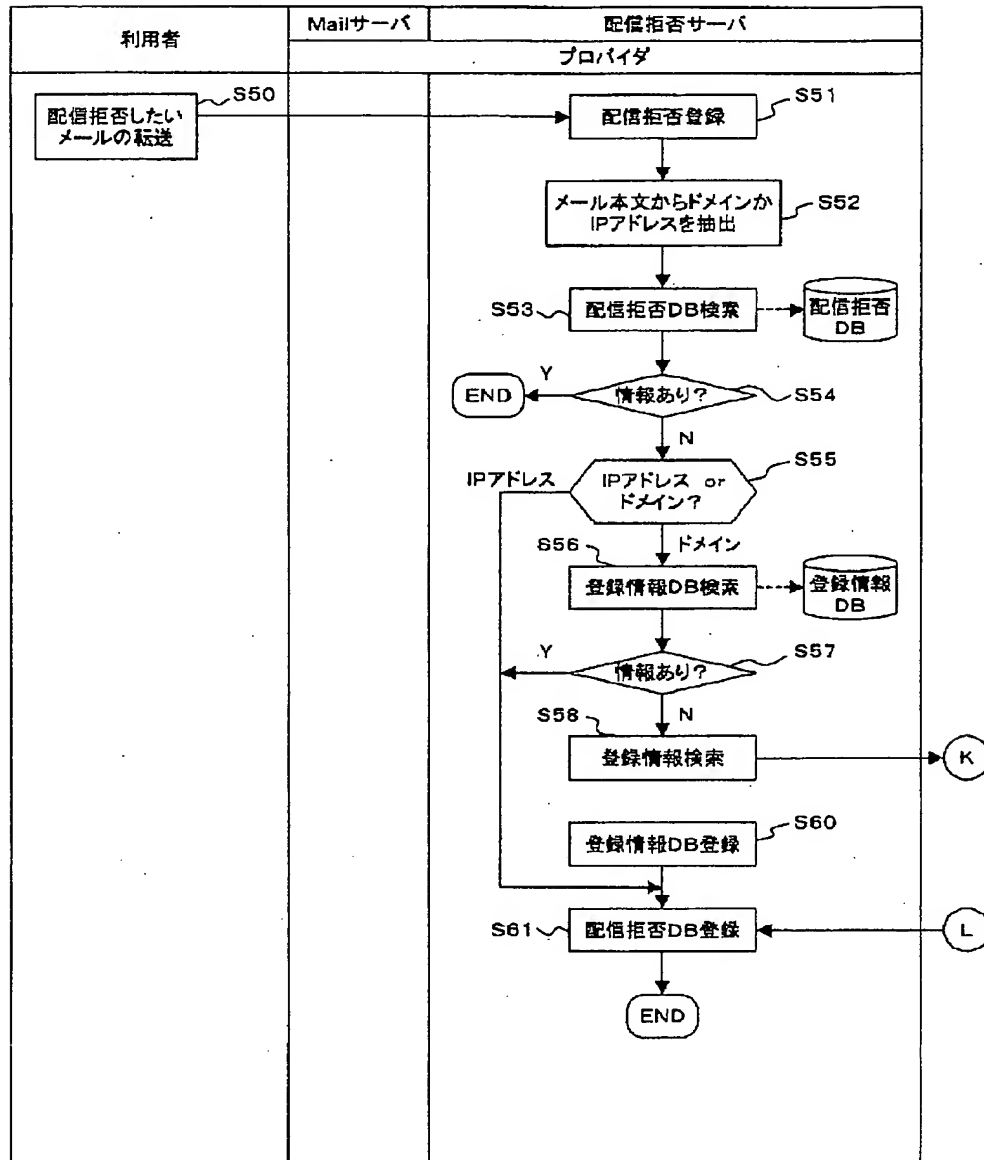 利用者
Mailサーバ
配信拒否サーバ
プロバイダ
配信拒否したい
メールの転送
S50
配信拒否登録
S51
メール本文からドメインか
IPアドレスを抽出
S52
S53
配信拒否DB検索
配信拒否
DB
END
Y
情報あり?
S54
N
IPアドレス
IPアドレス or
ドメイン?
S55
S56
ドメイン
登録情報DB検索
登録情報
DB
Y
情報あり?
S57
S58
N
登録情報検索
K
登録情報DB登録
S60
S61
配信拒否DB登録
L
END